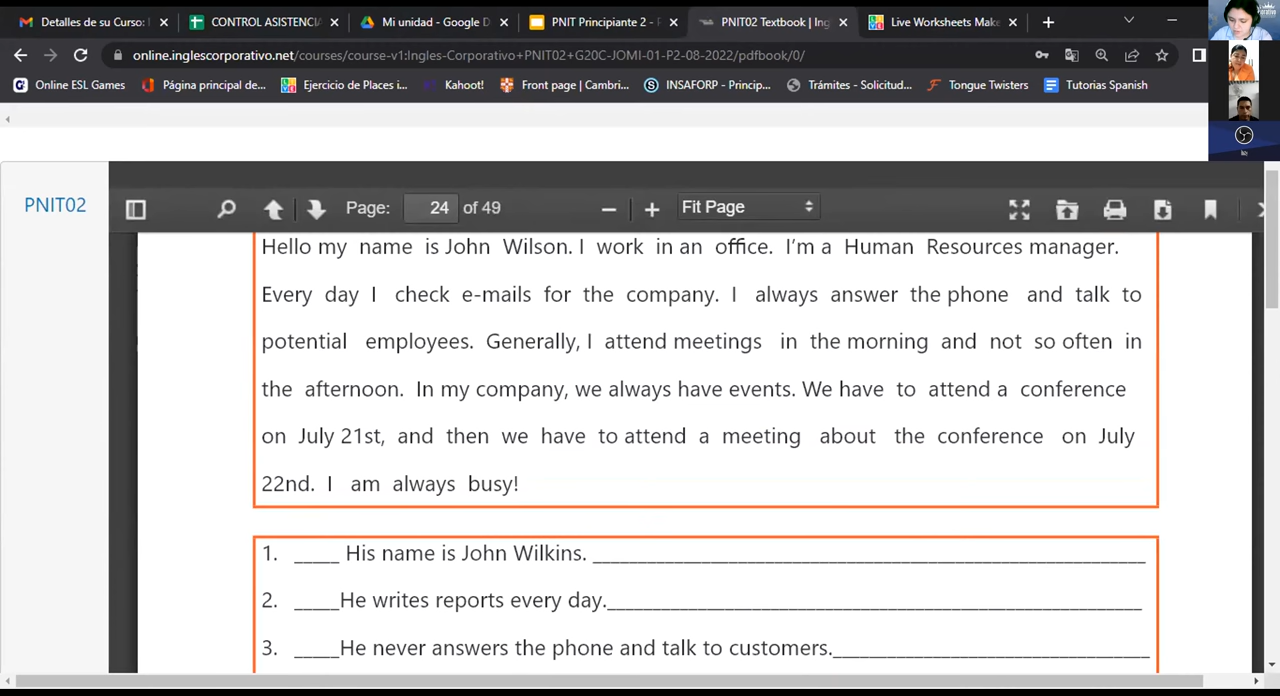 Detalles de su Curso:
CONTROL ASISTENCI
Mi unidad - Google D
PNIT Principiante 2 -
PNIT02 Textbook | Ing
Live Worksheets Make
online.inglescorporativo.net/courses/course-v1:Ingles-Corporativo+PNIT02+G20C-JOMI-01-P2-08-2022/pdfbook/0/
Online ESL Games
Página principal de...
Ejercicio de Places i...
Kahoot!
Front page | Cambri...
INSAFORP - Princip...
Trámites - Solicitud...
Tongue Twisters
Tutorias Spanish
PNIT02
Page: 24 of 49
Fit Page
Hello my name is John Wilson. I work in an office. I'm a Human Resources manager.
Every day I check e-mails for the company. I always answer the phone and talk to
potential employees. Generally, I attend meetings in the morning and not so often in
the afternoon. In my company, we always have events. We have to attend a conference
on July 21st, and then we have to attend a meeting about the conference on July
22nd. I am always busy!
1. _____ His name is John Wilkins. ______________________________
2. _____He writes reports every day.______________________________
3. _____He never answers the phone and talk to customers.____________________